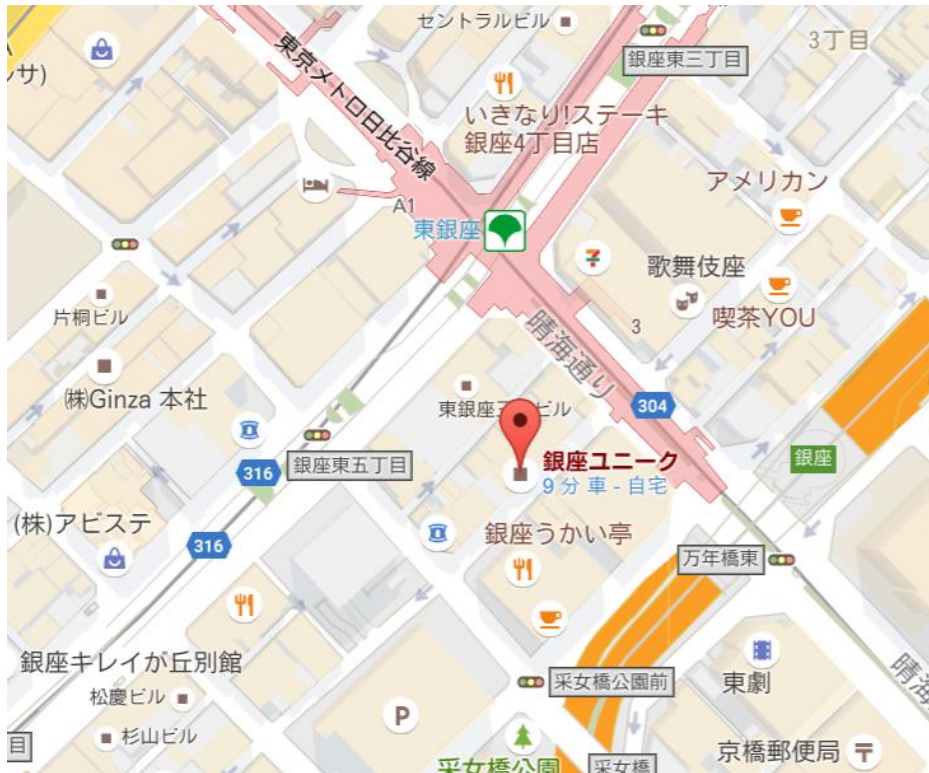 セントラルビル
銀座東三丁目
3丁目
ッサ)
東京メトロ日比谷線
いきなり!ステーキ
銀座4丁目店
アメリカン
A1
東銀座
7
歌舞伎座
喫茶YOU
片桐ビル
3
晴海通り
(株)Ginza 本社
304
東銀座三
ビル
銀座東五丁目
316
銀座
銀座ユニーク
9 分 車 - 自宅
(株)アビステ
316
銀座うかい亭
万年橋東
銀座キレイが丘別館
采女橋公園前
東劇
晴海
松慶ビル
P
目
杉山ビル
京橋郵便局
采女橋公園
采女橋